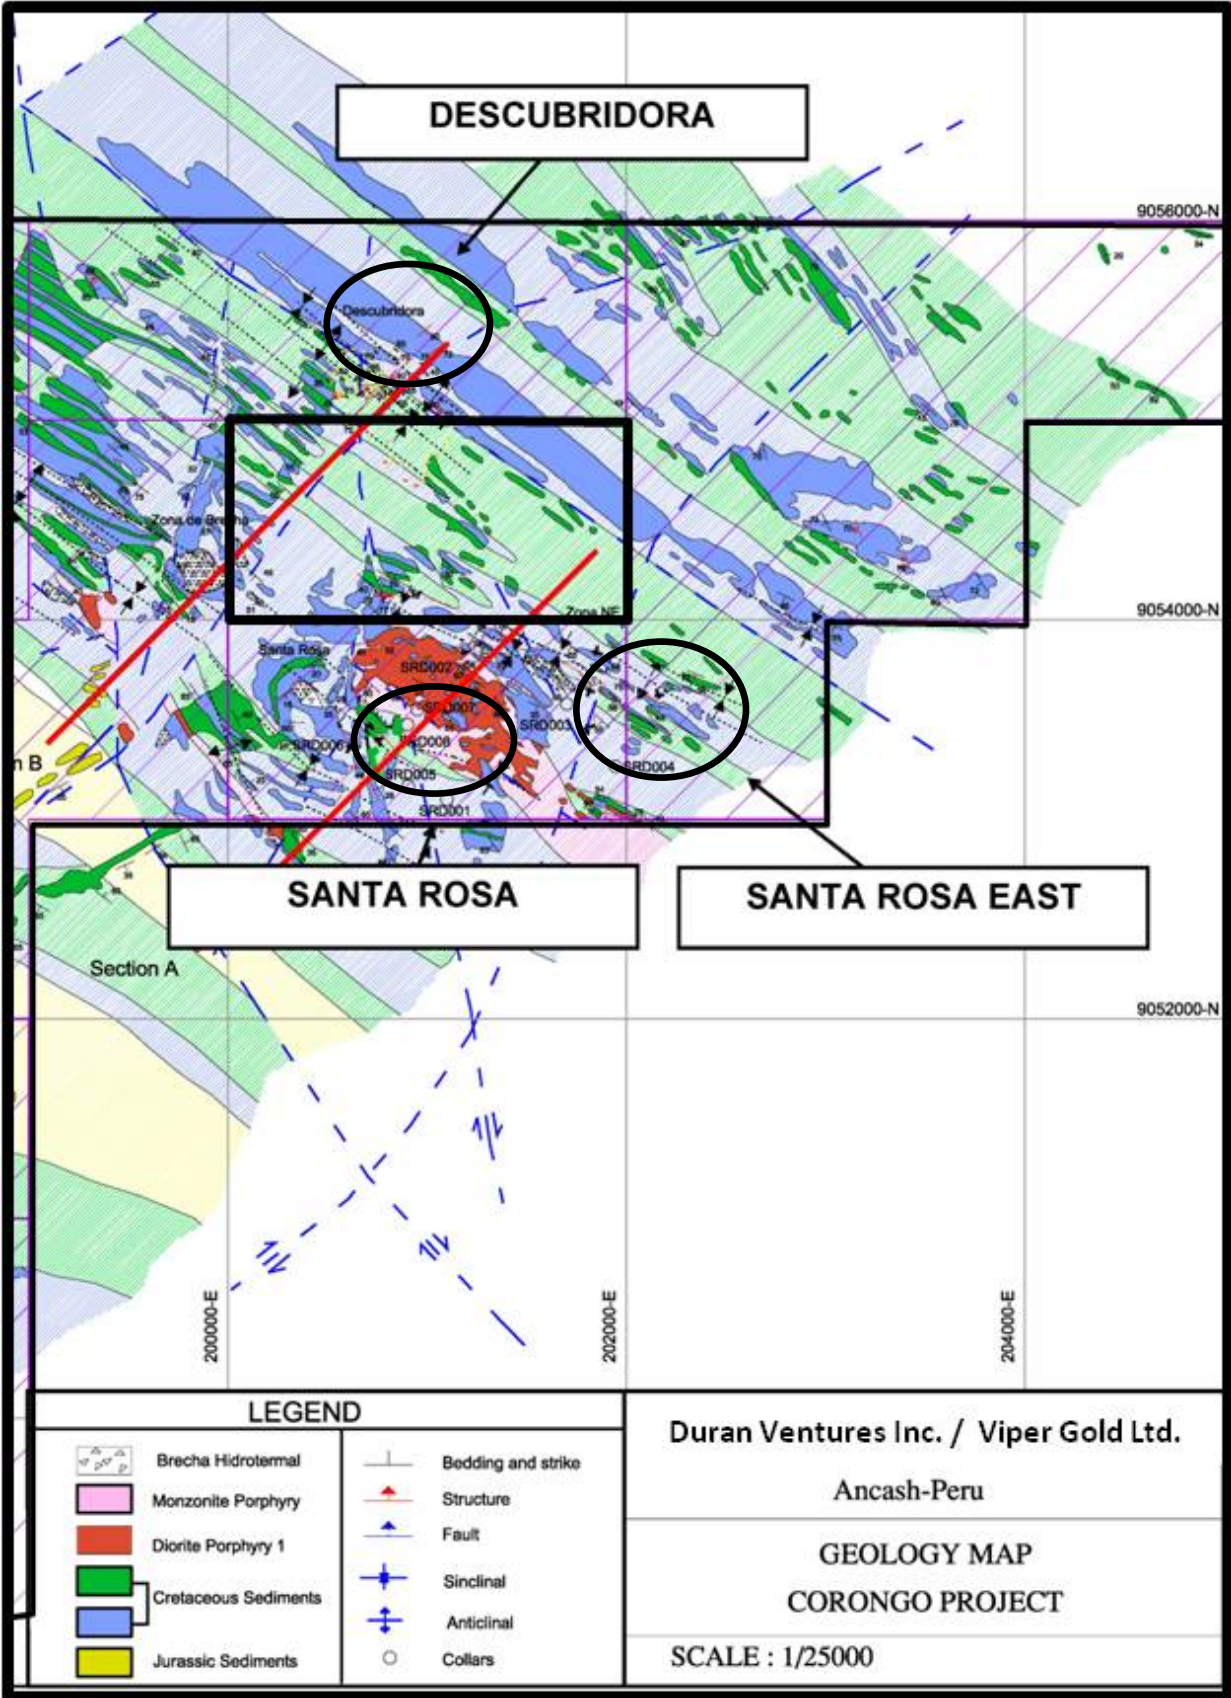 DESCUBRIDORA
9056000-N
Descubridora
Zona de Brecha
9054000-N
Zona NE
Santa Rosa
SRD002
SRD007
SRD003
SRD006
SRD004
SRD005
SRD001
SANTA ROSA
SANTA ROSA EAST
Section A
9052000-N
200000-E
202000-E
204000-E
LEGEND
Brecha Hidrotermal
Monzonite Porphyry
Diorite Porphyry 1
Cretaceous Sediments
Jurassic Sediments
Bedding and strike
Structure
Fault
Sinclinal
Anticlinal
Collars
Duran Ventures Inc. / Viper Gold Ltd.
Ancash-Peru
GEOLOGY MAP
CORONGO PROJECT
SCALE : 1/25000